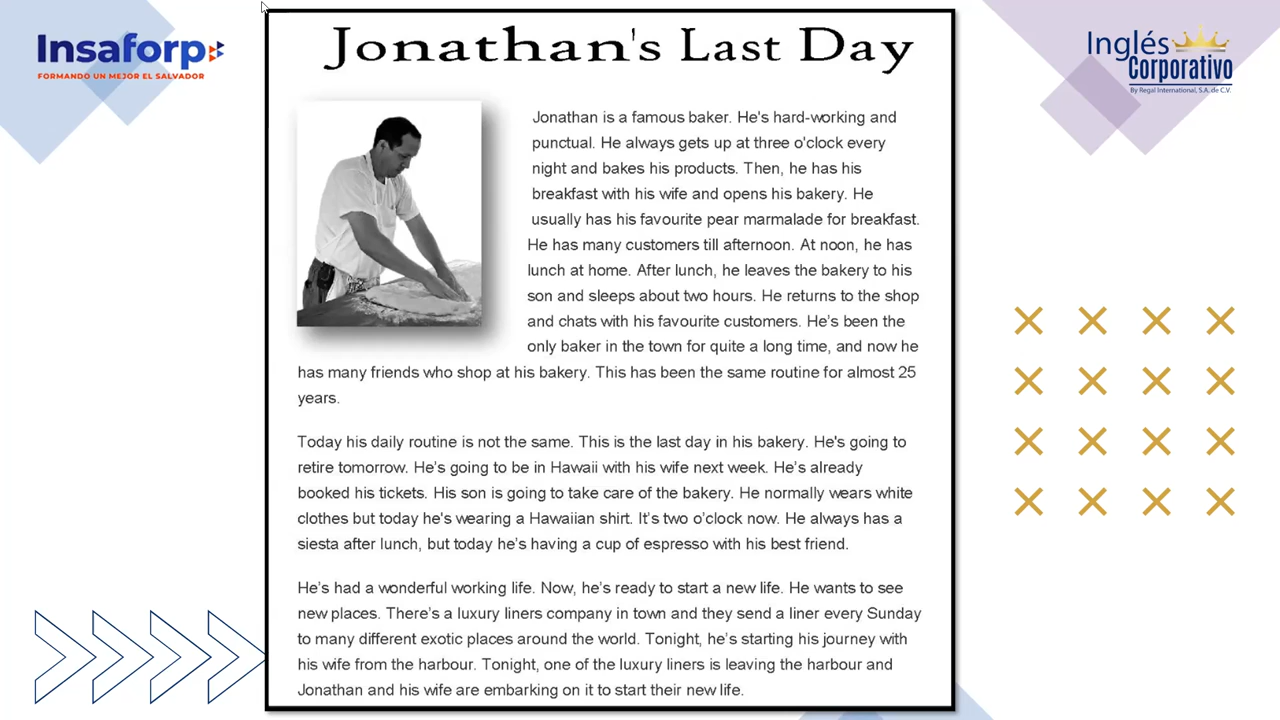 Insaforp
FORMANDO UN MEJOR EL SALVADOR
Jonathan's Last Day
Inglés
Corporativo
By Regal International, S.A. de C.V.
Jonathan is a famous baker. He's hard-working and
punctual. He always gets up at three o'clock every
night and bakes his products. Then, he has his
breakfast with his wife and opens his bakery. He
usually has his favourite pear marmalade for breakfast.
He has many customers till afternoon. At noon, he has
lunch at home. After lunch, he leaves the bakery to his
son and sleeps about two hours. He returns to the shop
and chats with his favourite customers. He’s been the
only baker in the town for quite a long time, and now he
has many friends who shop at his bakery. This has been the same routine for almost 25
years.
Today his daily routine is not the same. This is the last day in his bakery. He's going to
retire tomorrow. He’s going to be in Hawaii with his wife next week. He’s already
booked his tickets. His son is going to take care of the bakery. He normally wears white
clothes but today he's wearing a Hawaiian shirt. It’s two o’clock now. He always has a
siesta after lunch, but today he’s having a cup of espresso with his best friend.
He’s had a wonderful working life. Now, he’s ready to start a new life. He wants to see
new places. There’s a luxury liners company in town and they send a liner every Sunday
to many different exotic places around the world. Tonight, he’s starting his journey with
his wife from the harbour. Tonight, one of the luxury liners is leaving the harbour and
Jonathan and his wife are embarking on it to start their new life.